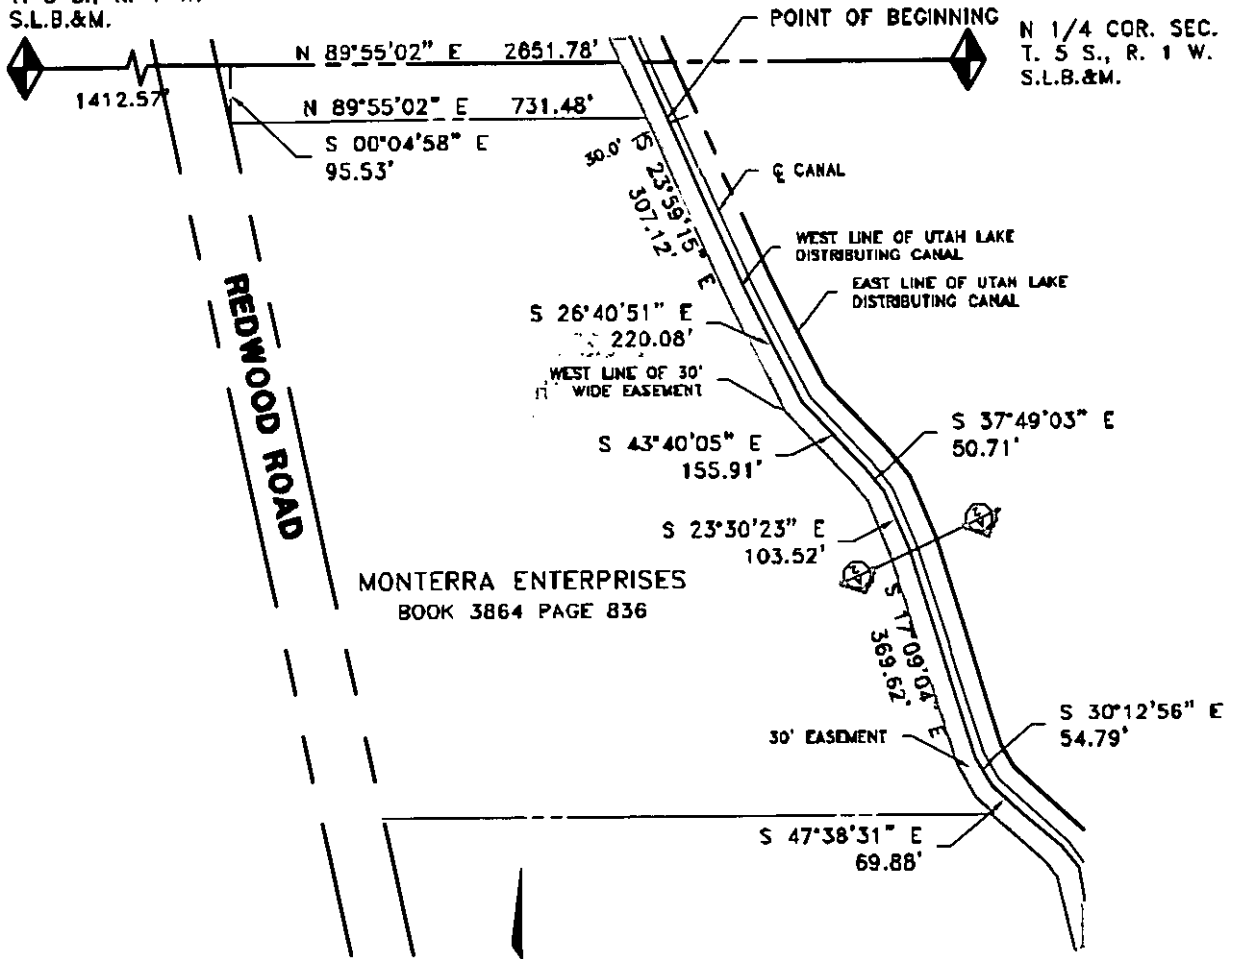 S.L.B.&M.
POINT OF BEGINNING
N 1/4 COR. SEC.
T. 5 S., R. 1 W.
S.L.B.&M.
N 89°55'02" E 2651.78'
1412.57'
N 89°55'02" E 731.48'
S 00°04'58" E
95.53'
30.0'
S 23°59'15" E
307.12'
℄ CANAL
WEST LINE OF UTAH LAKE
DISTRIBUTING CANAL
EAST LINE OF UTAH LAKE
DISTRIBUTING CANAL
REDWOOD ROAD
S 26°40'51" E
220.08'
WEST LINE OF 30'
WIDE EASEMENT
S 43°40'05" E
155.91'
S 37°49'03" E
50.71'
S 23°30'23" E
103.52'
MONTERRA ENTERPRISES
BOOK 3864 PAGE 836
S 17°09'04" E
369.62'
30' EASEMENT
S 30°12'56" E
54.79'
S 47°38'31" E
69.88'